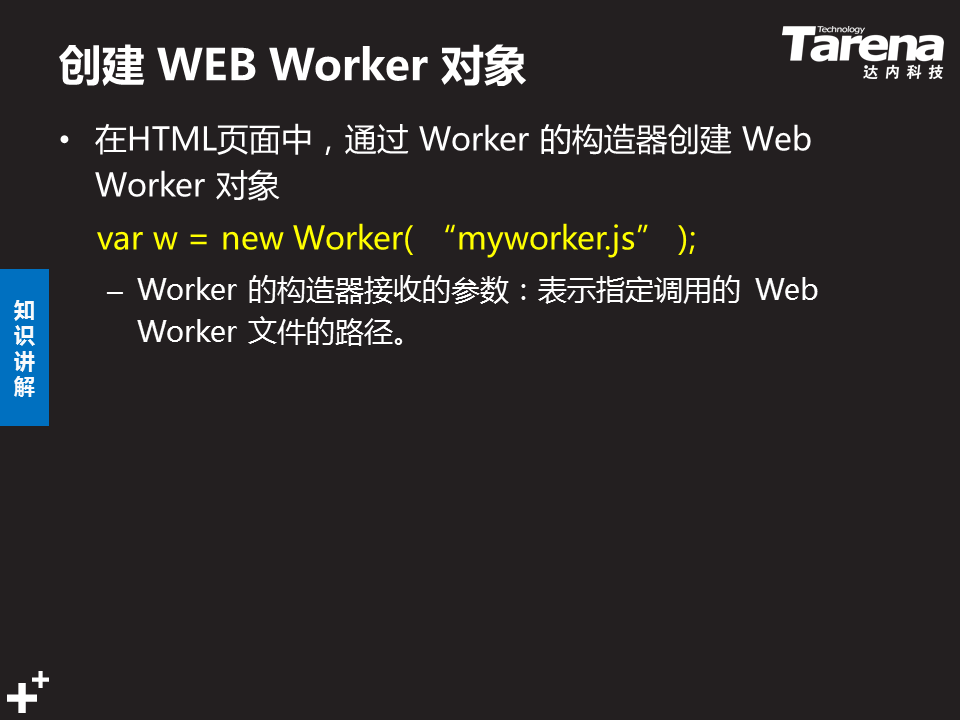 创建 WEB Worker 对象
Technology
Tarena
达内科技
• 在HTML页面中，通过 Worker 的构造器创建 Web
Worker 对象
var w = new Worker( “myworker.js” );
– Worker 的构造器接收的参数：表示指定调用的 Web
Worker 文件的路径。
知
识
讲
解